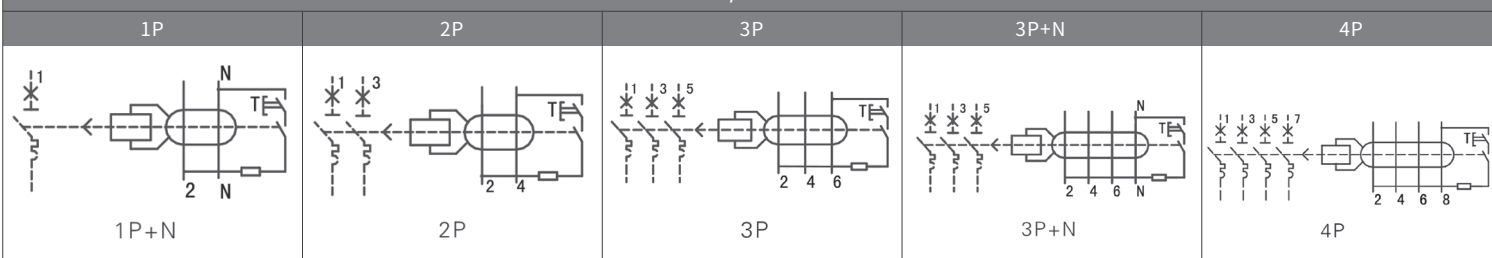 1P 2P 3P 3P+N 4P
1 N T 2 N
1 3 T 2 4
1 3 5 T 2 4 6
1 3 5 N T 2 4 6 N
1 3 5 7 T 2 4 6 8
1P+N 2P 3P 3P+N 4P